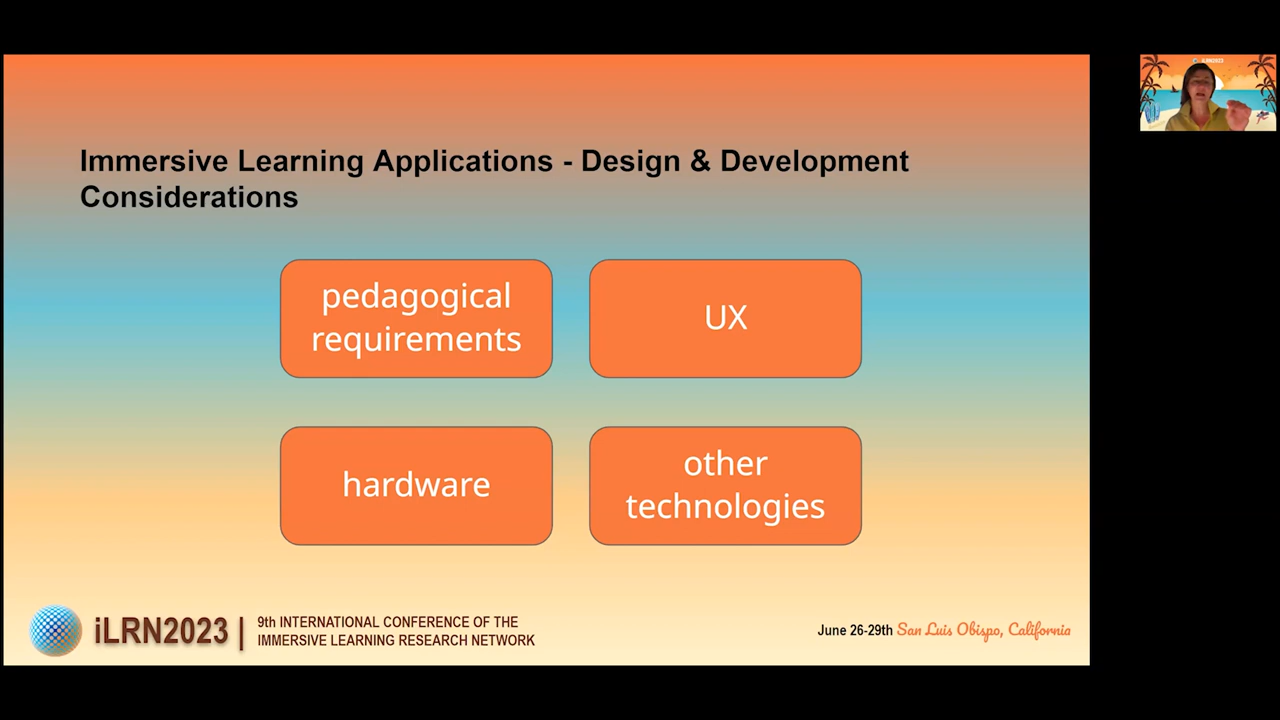 Immersive Learning Applications - Design & Development
Considerations
pedagogical
requirements
UX
hardware
other
technologies
iLRN2023
9th INTERNATIONAL CONFERENCE OF THE
IMMERSIVE LEARNING RESEARCH NETWORK
June 26-29th San Luis Obispo, California
iLRN2023